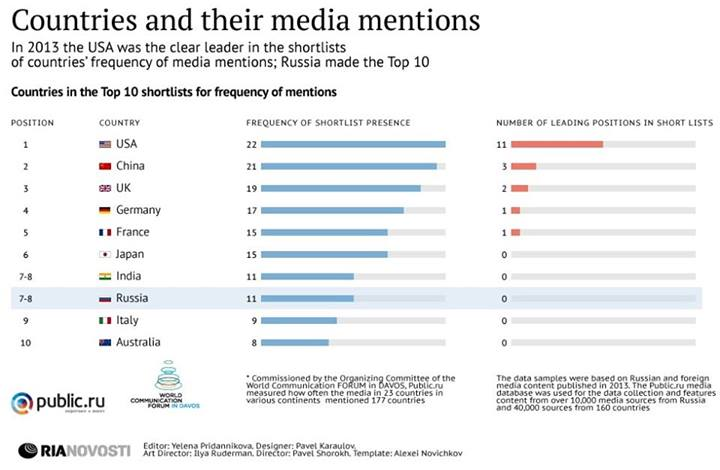 Countries and their media mentions
In 2013 the USA was the clear leader in the shortlists
of countries' frequency of media mentions; Russia made the Top 10
Countries in the Top 10 shortlists for frequency of mentions
POSITION COUNTRY FREQUENCY OF SHORTLIST PRESENCE NUMBER OF LEADING POSITIONS IN SHORT LISTS
1 USA 22 11
2 China 21 3
3 UK 19 2
4 Germany 17 1
5 France 15 1
6 Japan 15 0
7-8 India 11 0
7-8 Russia 11 0
9 Italy 9 0
10 Australia 8 0
public.ru
WORLD
COMMUNICATION
FORUM IN DAVOS
* Commissioned by the Organizing Committee of the
World Communication FORUM in DAVOS, Public.ru
measured how often the media in 23 countries in
various continents mentioned 177 countries
The data samples were based on Russian and foreign
media content published in 2013. The Public.ru media
database was used for the data collection and features
content from over 10,000 media sources from Russia
and 40,000 sources from 160 countries
RIANOVOSTI
Editor: Yelena Pridannikova, Designer: Pavel Karaulov,
Art Director: Ilya Ruderman, Director: Pavel Shorokh, Template: Alexei Novichkov